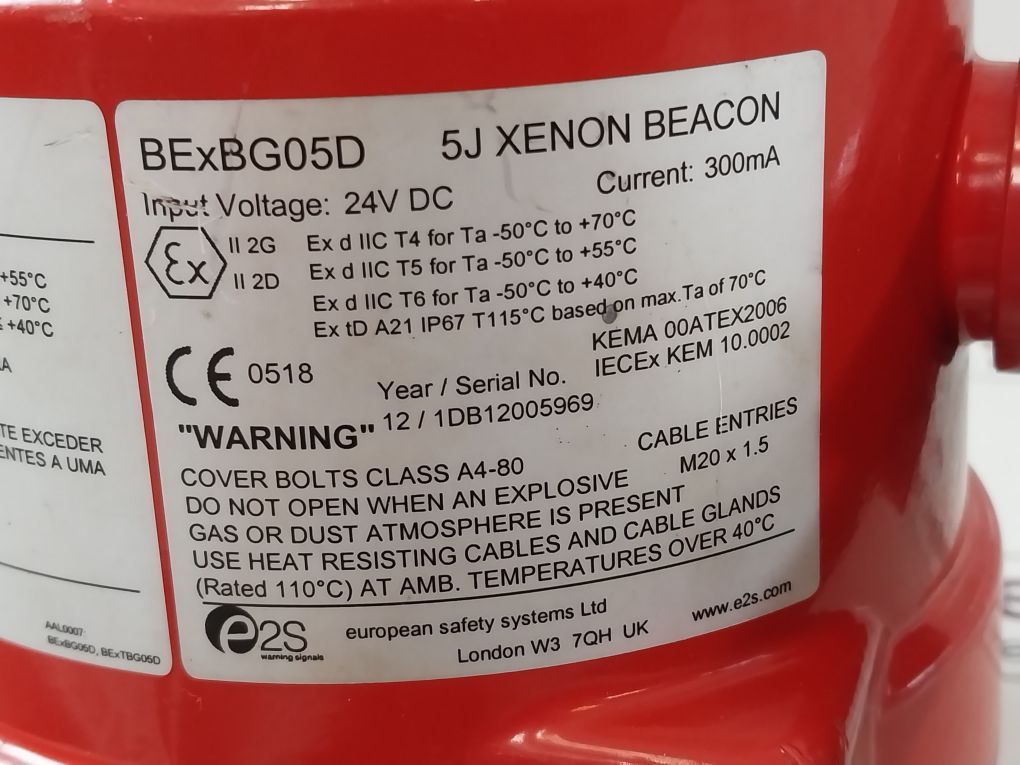 +55°C
+70°C
+40°C
TE EXCEDER
ENTES A UMA
AAL0007:
BExBG05D, BExTBG05D
BExBG05D 5J XENON BEACON
Input Voltage: 24V DC Current: 300mA
Ex II 2G Ex d IIC T4 for Ta -50°C to +70°C
II 2D Ex d IIC T5 for Ta -50°C to +55°C
Ex d IIC T6 for Ta -50°C to +40°C
Ex tD A21 IP67 T115°C based on max.Ta of 70°C
KEMA 00ATEX2006
CE 0518 IECEx KEM 10.0002
Year / Serial No.
12 / 1DB12005969
"WARNING" CABLE ENTRIES
M20 x 1.5
COVER BOLTS CLASS A4-80
DO NOT OPEN WHEN AN EXPLOSIVE
GAS OR DUST ATMOSPHERE IS PRESENT
USE HEAT RESISTING CABLES AND CABLE GLANDS
(Rated 110°C) AT AMB. TEMPERATURES OVER 40°C
e2S
warning signals
european safety systems Ltd www.e2s.com
London W3 7QH UK